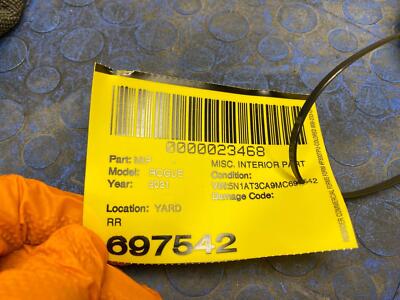 0000023468
Part: MIP MISC. INTERIOR PART
Model: ROGUE Condition:
Year: 2021
Damage Code:
Location: YARD
RR
697542